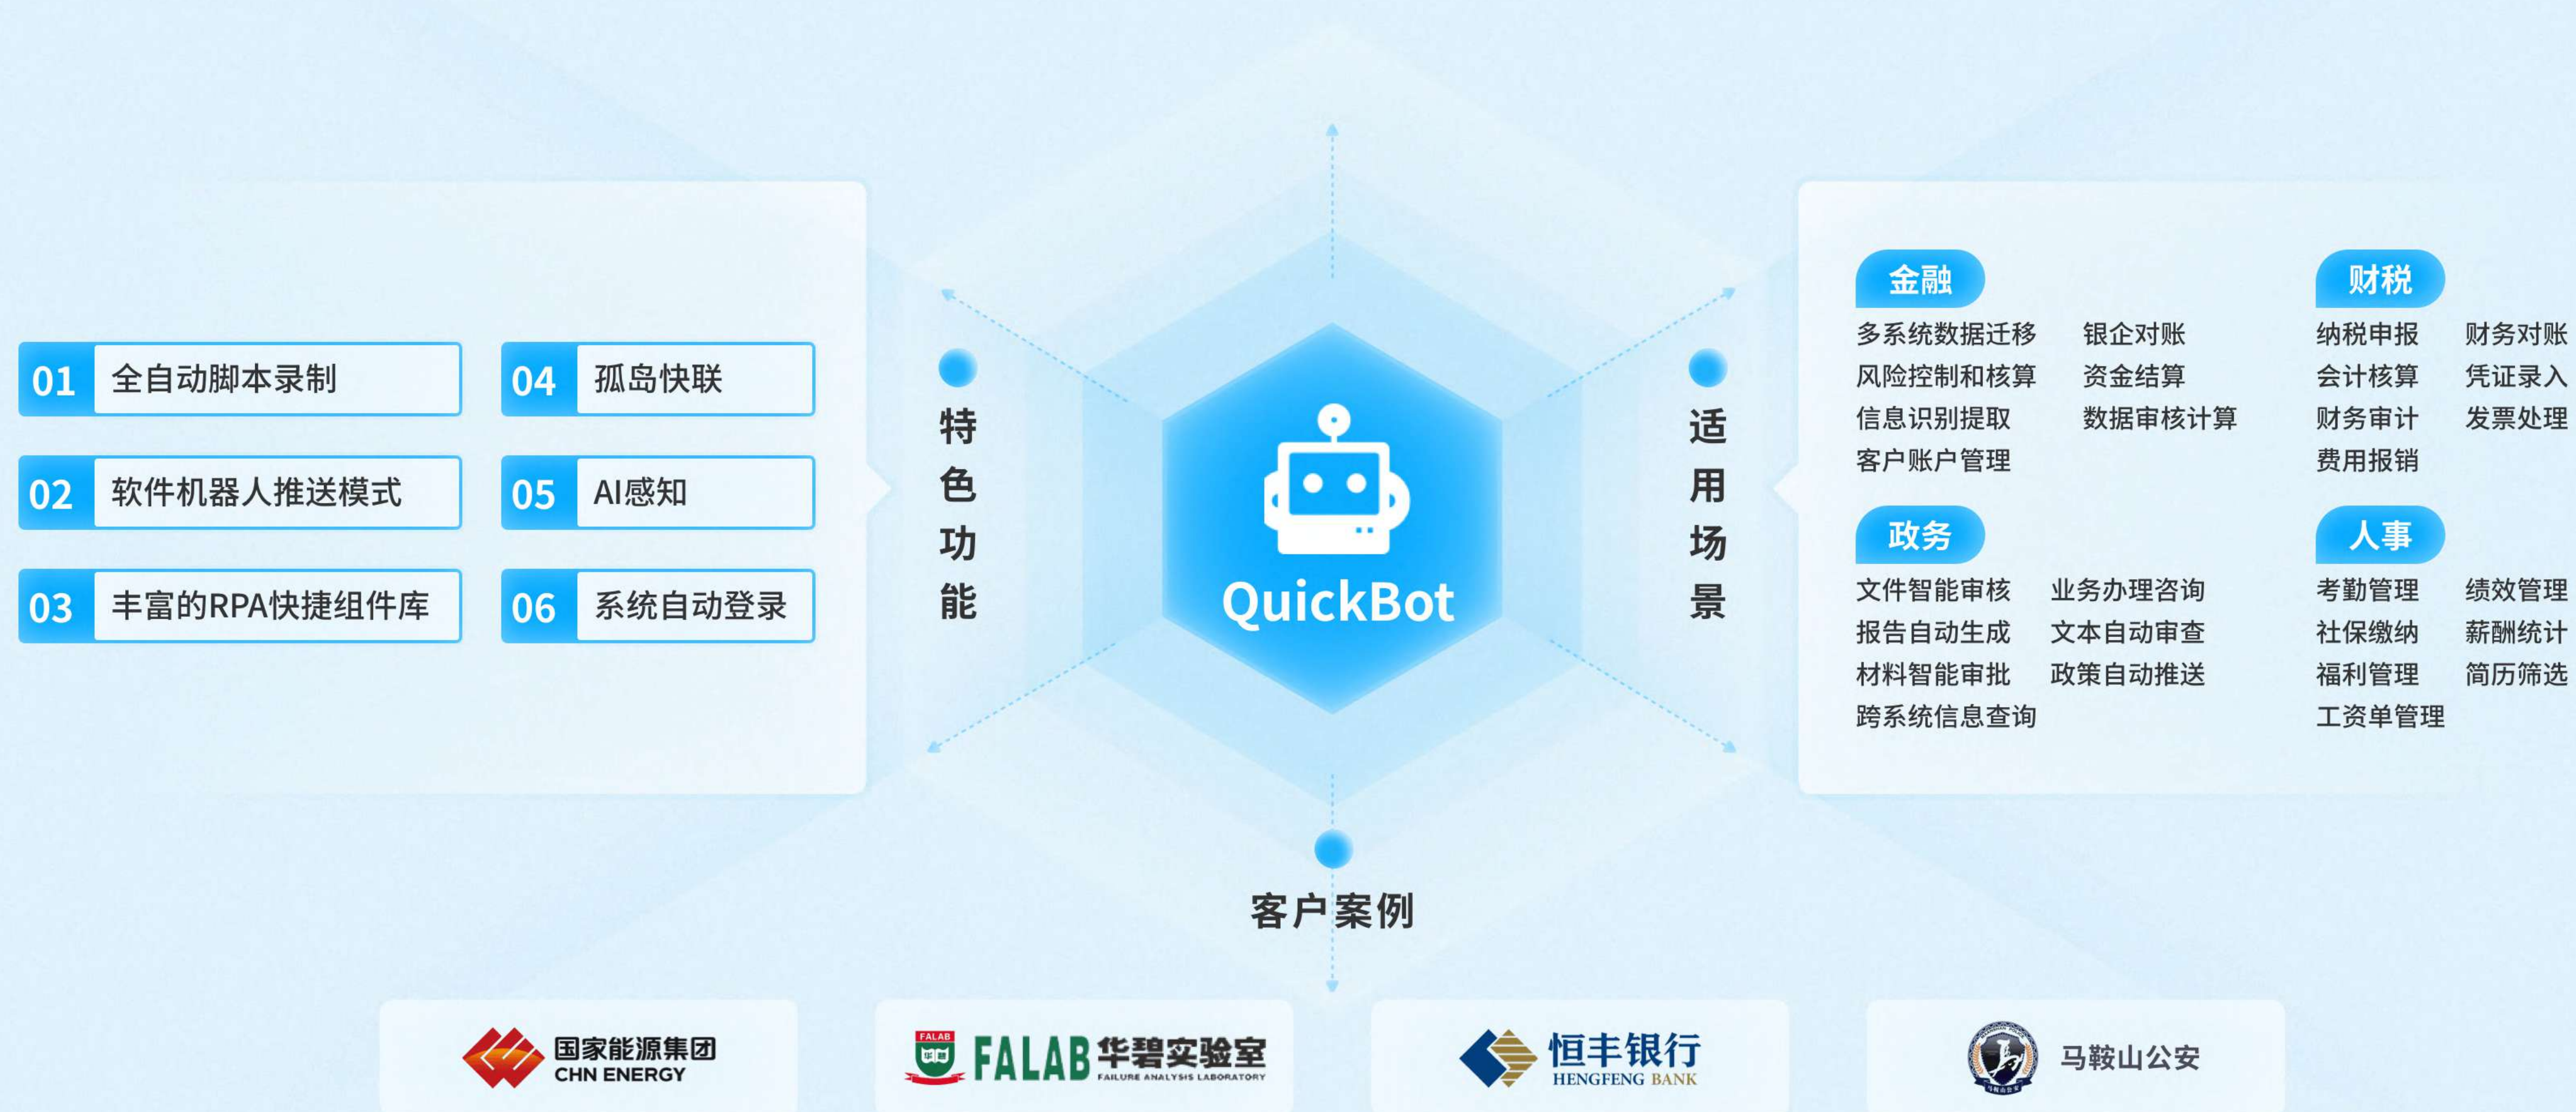 01 全自动脚本录制
04 孤岛快联
02 软件机器人推送模式
05 AI感知
03 丰富的RPA快捷组件库
06 系统自动登录
特色功能
QuickBot
适用场景
金融
多系统数据迁移 银企对账
风险控制和核算 资金结算
信息识别提取 数据审核计算
客户账户管理
财税
纳税申报 财务对账
会计核算 凭证录入
财务审计 发票处理
费用报销
政务
文件智能审核 业务办理咨询
报告自动生成 文本自动审查
材料智能审批 政策自动推送
跨系统信息查询
人事
考勤管理 绩效管理
社保缴纳 薪酬统计
福利管理 简历筛选
工资单管理
客户案例
国家能源集团
CHN ENERGY
FALAB
FALAB 华碧实验室
FAILURE ANALYSIS LABORATORY
恒丰银行
HENGFENG BANK
马鞍山公安
马鞍山公安